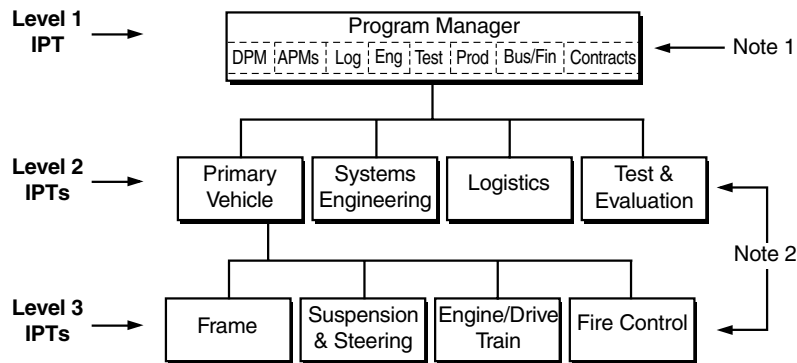 Level 1
IPT
Program Manager
DPM APMs Log Eng Test Prod Bus/Fin Contracts
Note 1
Level 2
IPTs
Primary
Vehicle
Systems
Engineering
Logistics
Test &
Evaluation
Note 2
Level 3
IPTs
Frame
Suspension
& Steering
Engine/Drive
Train
Fire Control